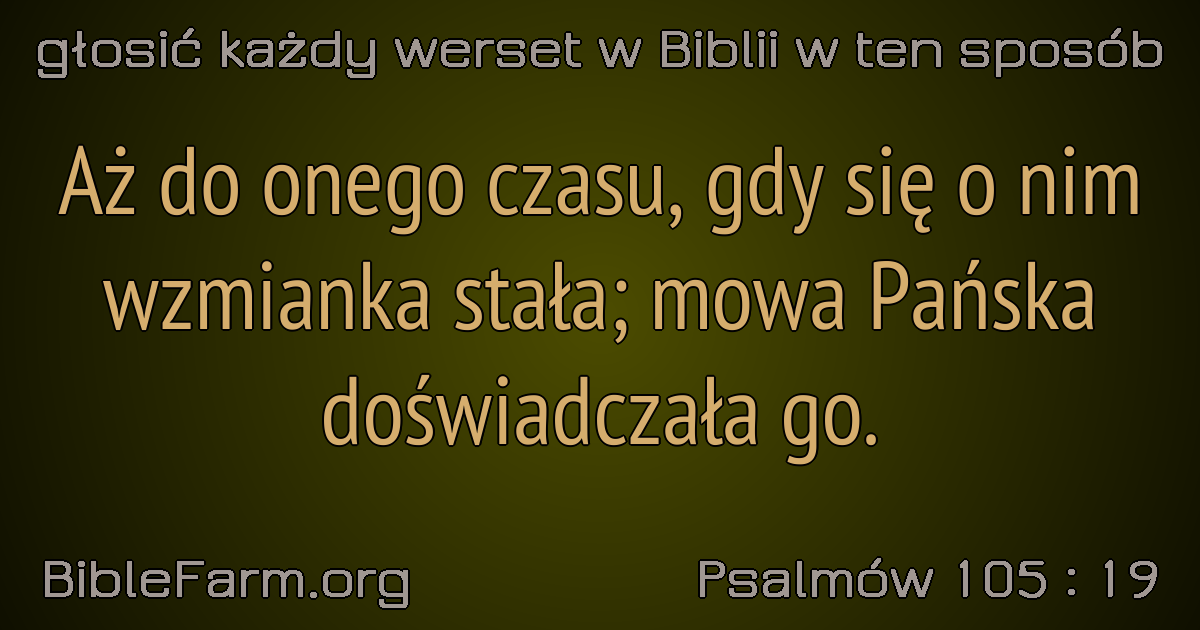 głosić każdy werset w Biblii w ten sposób
Aż do onego czasu, gdy się o nim
wzmianka stała; mowa Pańska
doświadczała go.
BibleFarm.org
Psalmów 105 : 19